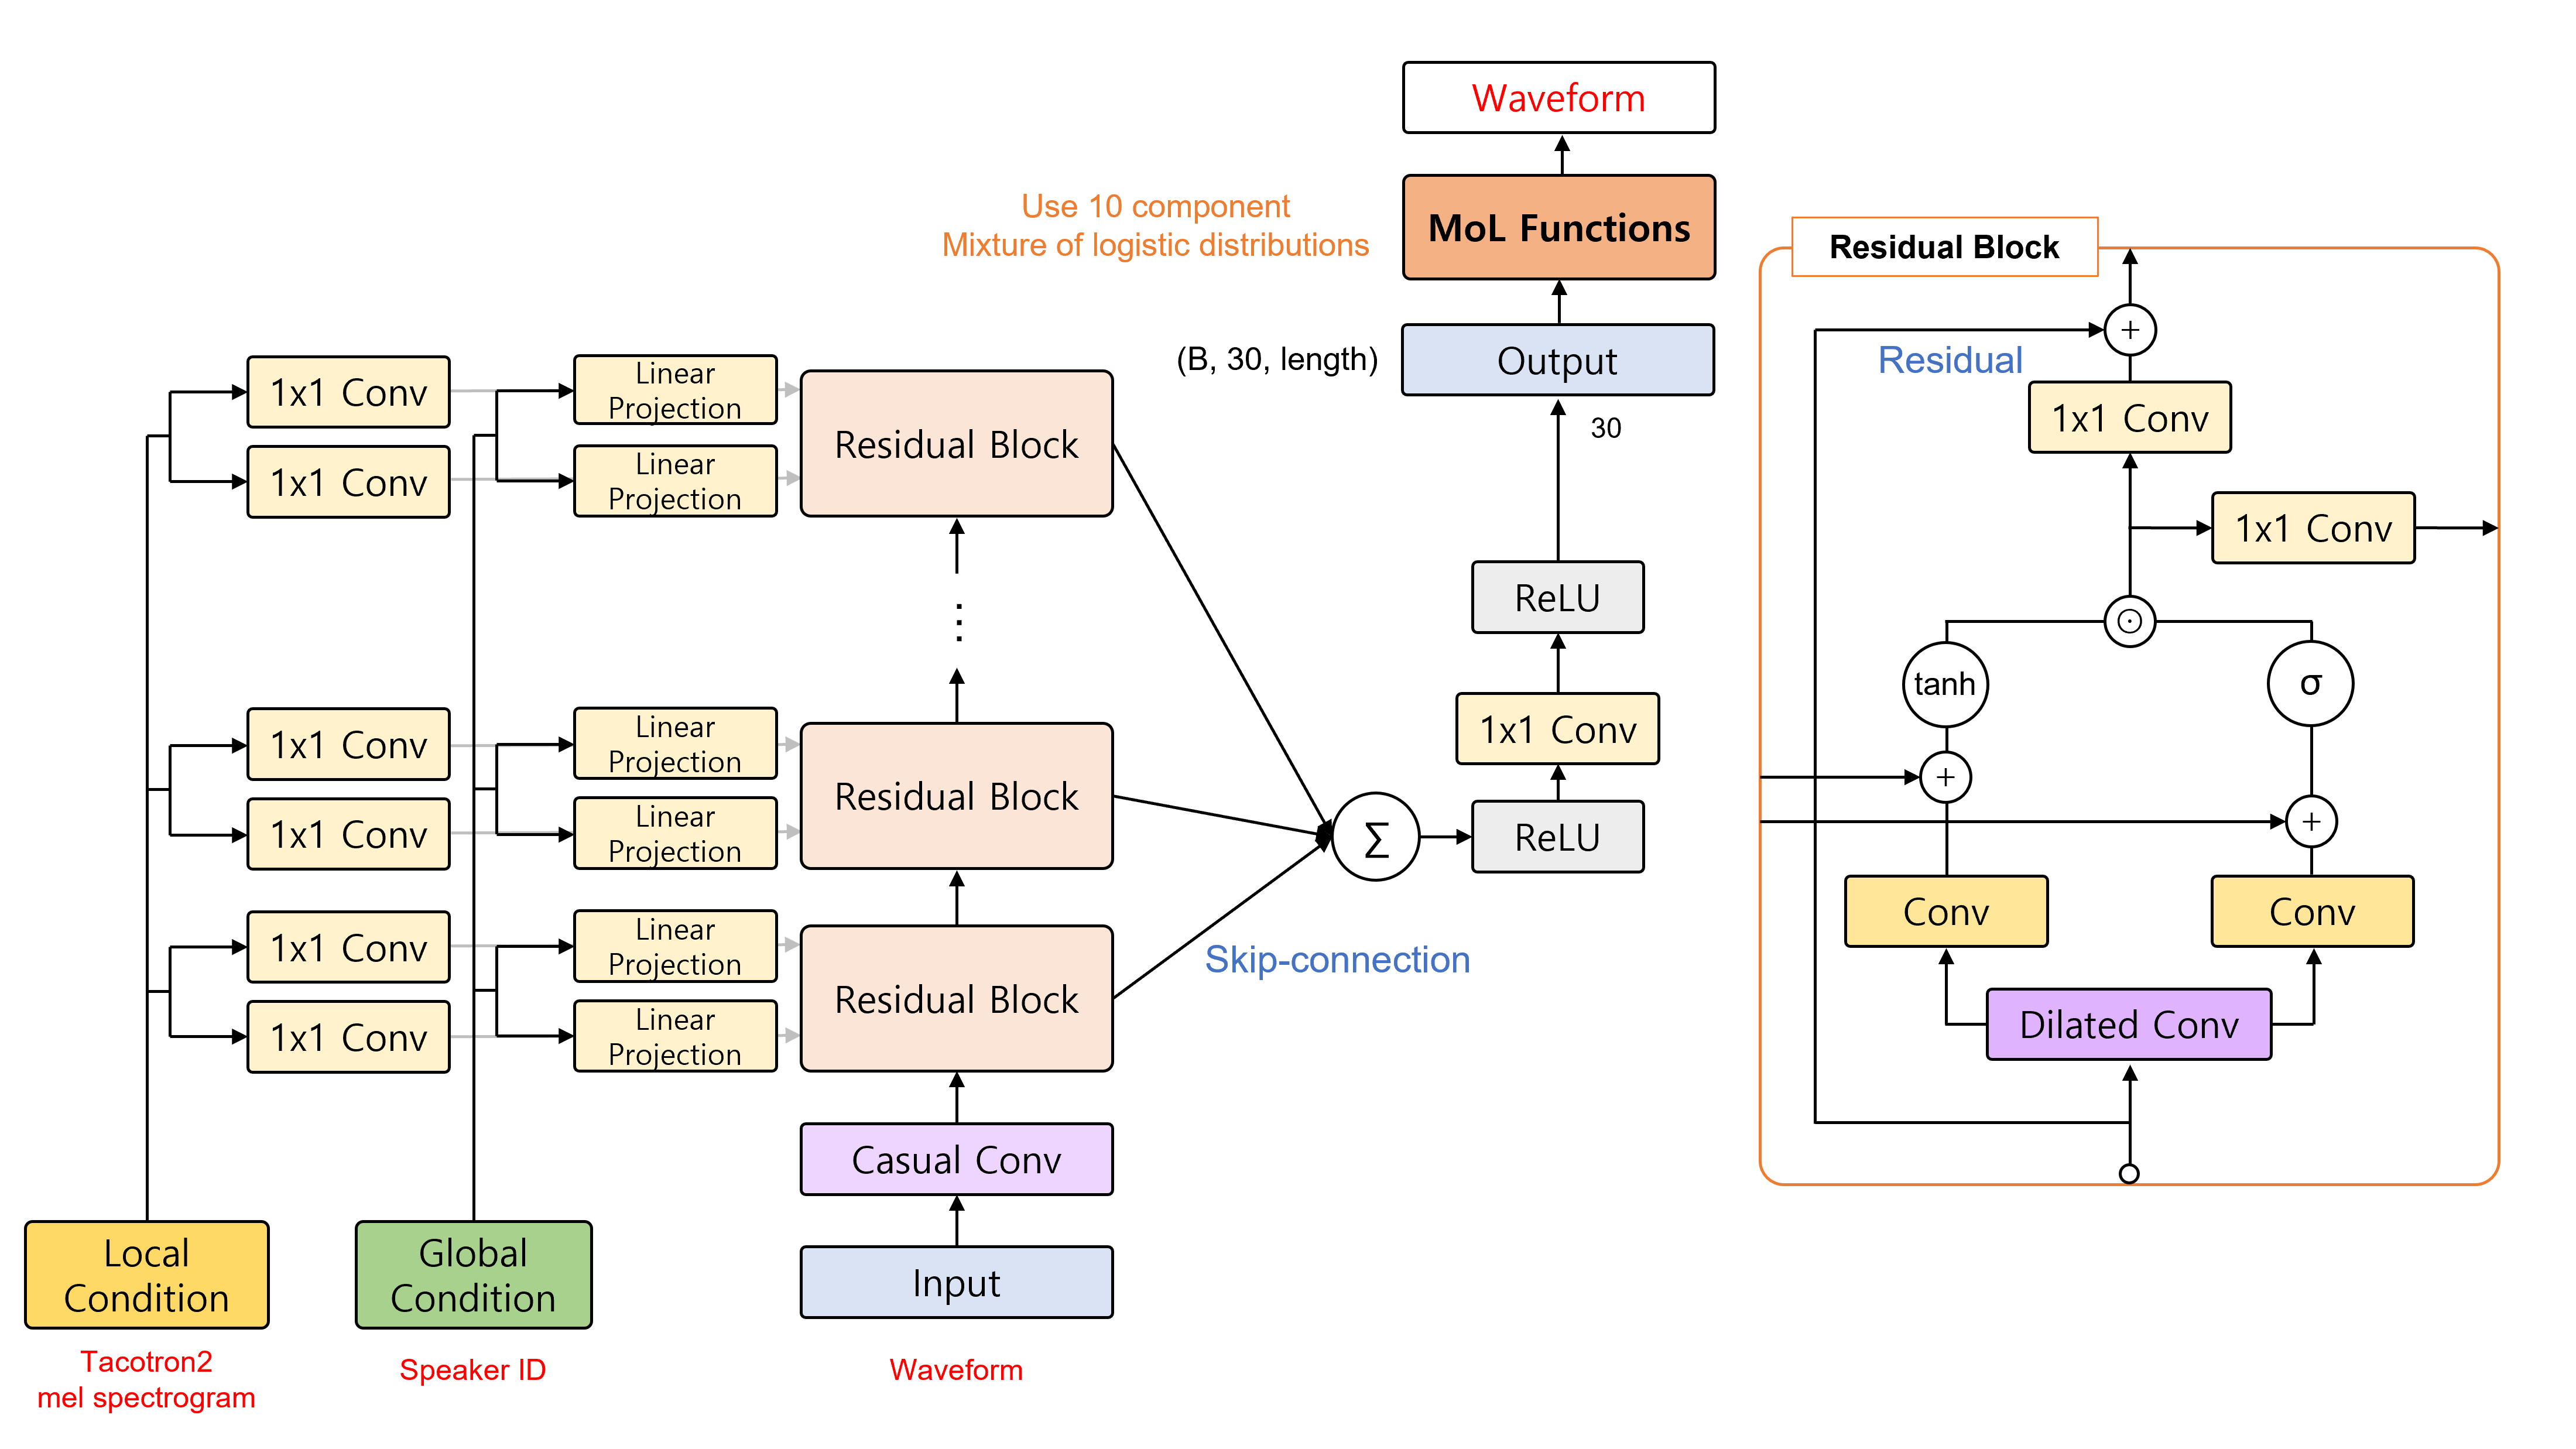 Waveform
Use 10 component
Mixture of logistic distributions
MoL Functions
(B, 30, length)
Output
30
ReLU
1x1 Conv
ReLU
∑
Skip-connection
1x1 Conv
1x1 Conv
Linear
Projection
Linear
Projection
Residual Block
⋮
1x1 Conv
1x1 Conv
Linear
Projection
Linear
Projection
Residual Block
1x1 Conv
1x1 Conv
Linear
Projection
Linear
Projection
Residual Block
Casual Conv
Input
Waveform
Local
Condition
Tacotron2
mel spectrogram
Global
Condition
Speaker ID
Residual Block
+
Residual
1x1 Conv
1x1 Conv
⊙
tanh
σ
+
+
Conv
Conv
Dilated Conv